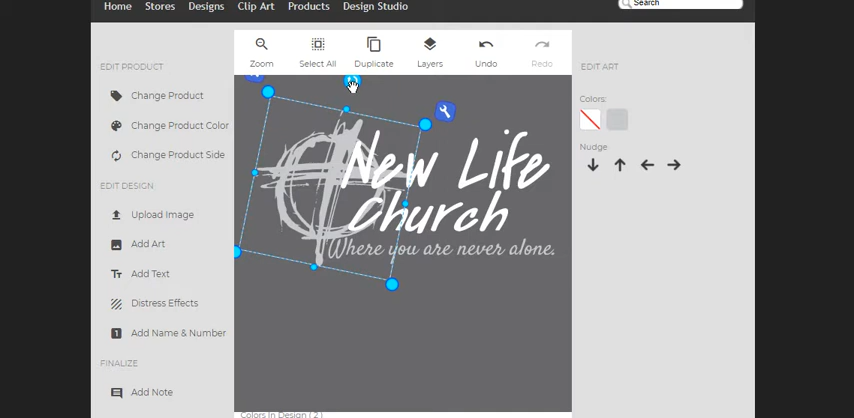 Home Stores Designs Clip Art Products Design Studio Search
Zoom Select All Duplicate Layers Undo Redo
EDIT PRODUCT
Change Product
Change Product Color
Change Product Side
EDIT DESIGN
Upload Image
Add Art
Add Text
Distress Effects
Add Name & Number
FINALIZE
Add Note
New Life
Church
Where you are never alone.
Colors In Design ( 2 )
EDIT ART
Colors:
Nudge: